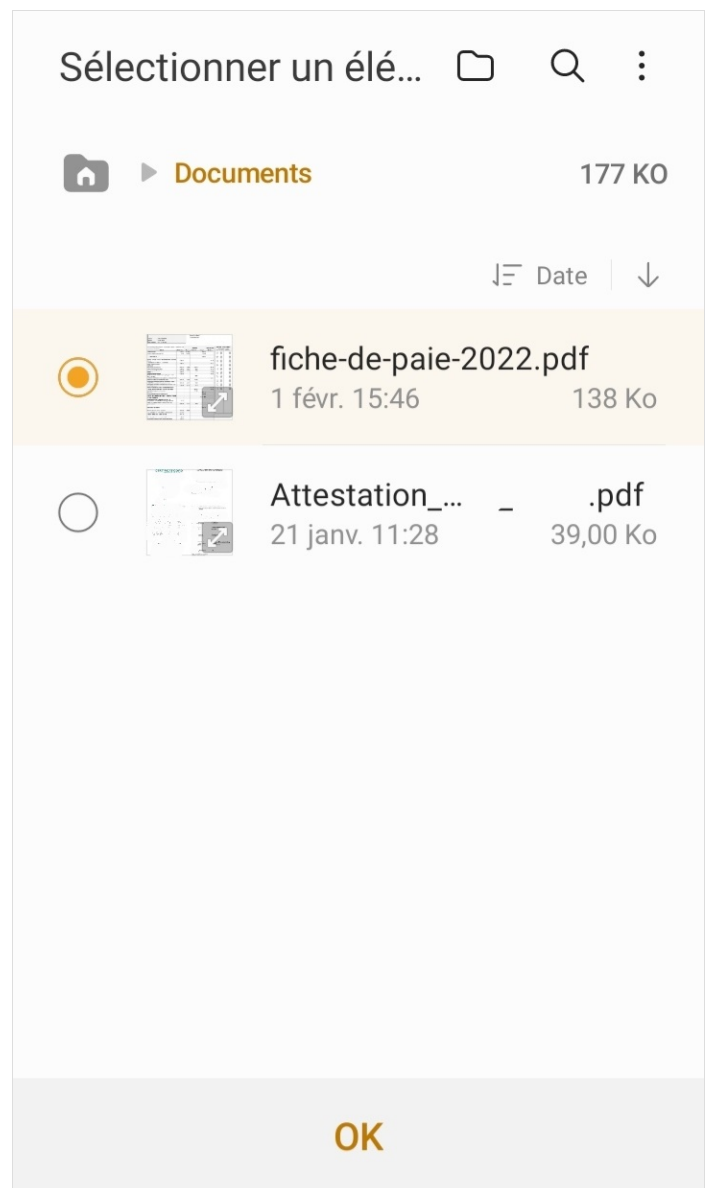 Sélectionner un élé...
Documents 177 KO
Date
fiche-de-paie-2022.pdf
1 févr. 15:46 138 Ko
Attestation_... _ .pdf
21 janv. 11:28 39,00 Ko
OK